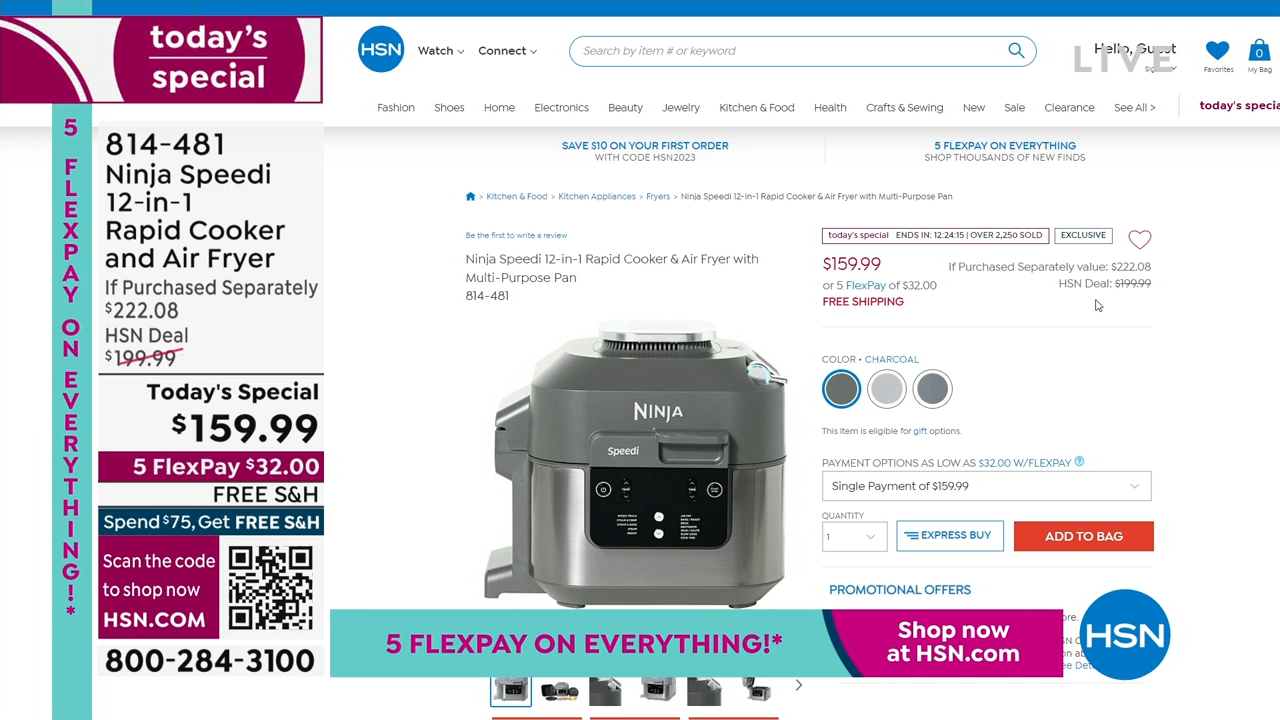 today's
special
5 FLEXPAY ON EVERYTHING!*
814-481
Ninja Speedi
12-in-1
Rapid Cooker
and Air Fryer
If Purchased Separately
$222.08
HSN Deal
$199.99
Today's Special
$159.99
5 FlexPay $32.00
FREE S&H
Spend $75, Get FREE S&H
Scan the code
to shop now
HSN.COM
800-284-3100
HSN
Watch
Connect
Search by item # or keyword
Hello, Guest
LIVE
Favorites
0
My Bag
Fashion Shoes Home Electronics Beauty Jewelry Kitchen & Food Health Crafts & Sewing New Sale Clearance See All > today's
SAVE $10 ON YOUR FIRST ORDER
WITH CODE HSN2023
5 FLEXPAY ON EVERYTHING
SHOP THOUSANDS OF NEW FINDS
> Kitchen & Food > Kitchen Appliances > Fryers > Ninja Speedi 12-in-1 Rapid Cooker & Air Fryer with Multi-Purpose Pan
Be the first to write a review
Ninja Speedi 12-in-1 Rapid Cooker & Air Fryer with
Multi-Purpose Pan
814-481
NINJA
Speedi
today's special ENDS IN: 12:24:15 | OVER 2,250 SOLD
EXCLUSIVE
$159.99
If Purchased Separately value: $222.08
or 5 FlexPay of $32.00
HSN Deal: $199.99
FREE SHIPPING
COLOR • CHARCOAL
This item is eligible for gift options.
PAYMENT OPTIONS AS LOW AS $32.00 W/FLEXPAY ?
Single Payment of $159.99
QUANTITY
1
EXPRESS BUY
ADD TO BAG
PROMOTIONAL OFFERS
5 FLEXPAY ON EVERYTHING!*
Shop now
at HSN.com
HSN